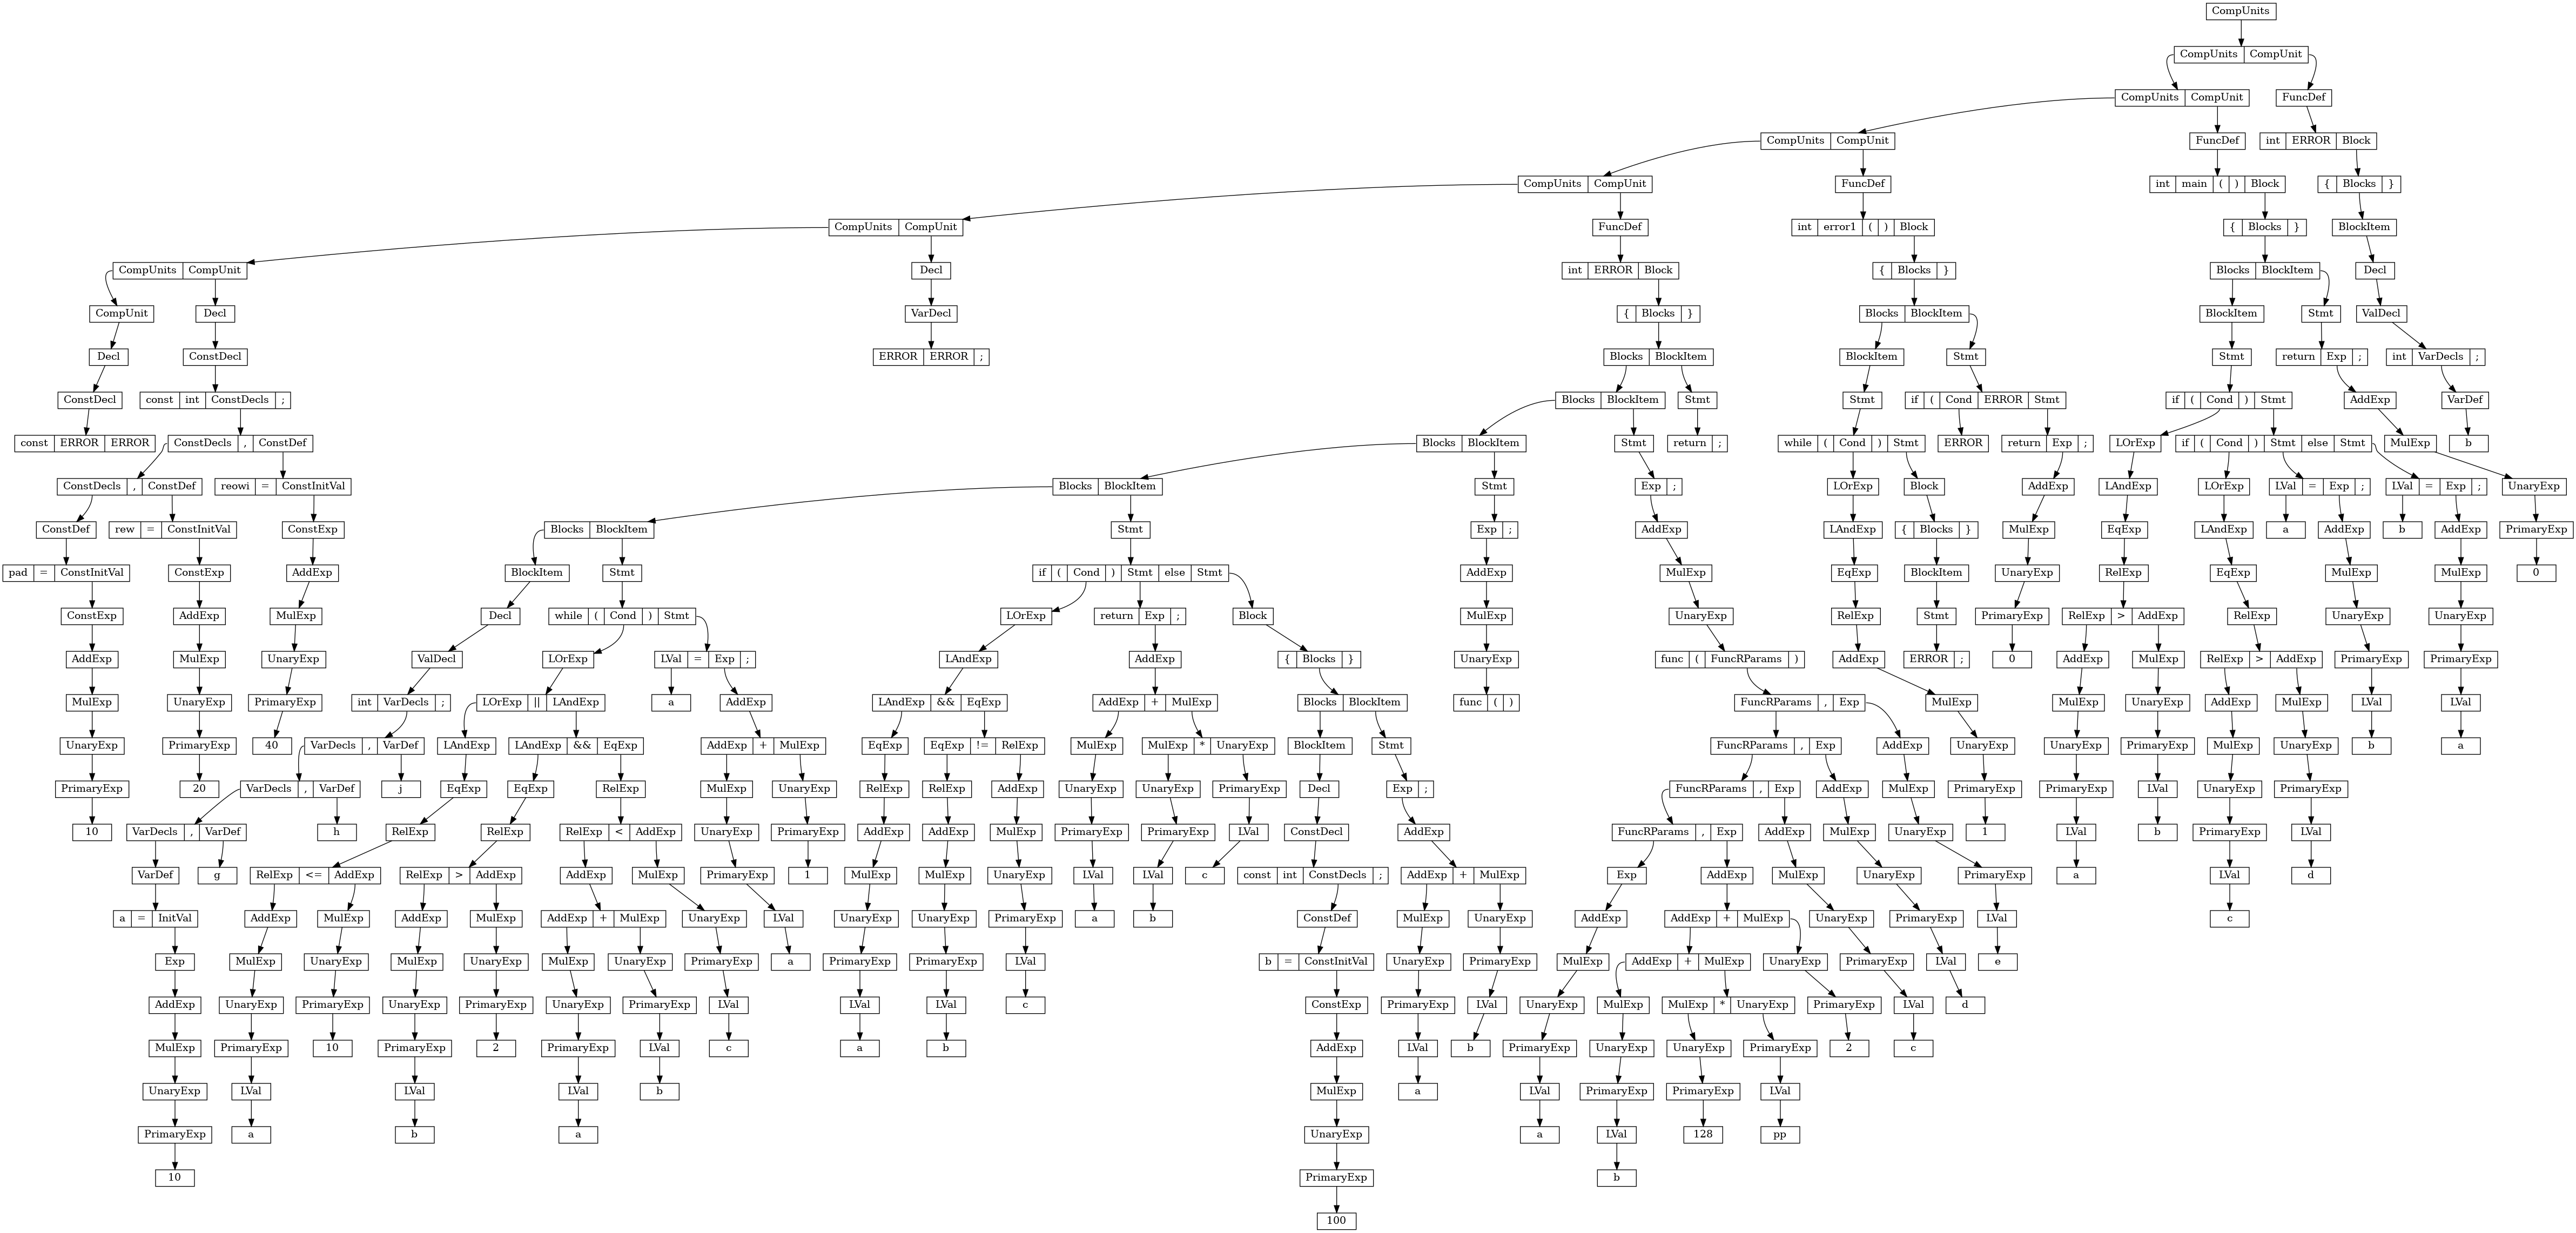 CompUnits
CompUnits CompUnit
CompUnits CompUnit FuncDef
CompUnits CompUnit FuncDef int ERROR Block
CompUnits CompUnit FuncDef int main ( ) Block { Blocks }
CompUnits CompUnit FuncDef int error1 ( ) Block { Blocks } BlockItem
CompUnits CompUnit Decl int ERROR Block { Blocks } Blocks BlockItem Decl
CompUnit Decl VarDecl { Blocks } Blocks BlockItem BlockItem Stmt ValDecl
Decl ConstDecl ERROR ERROR ; Blocks BlockItem BlockItem Stmt Stmt return Exp ; int VarDecls ;
ConstDecl const int ConstDecls ; Blocks BlockItem Stmt Stmt if ( Cond ERROR Stmt if ( Cond ) Stmt AddExp VarDef
const ERROR ERROR ConstDecls , ConstDef Blocks BlockItem Stmt return ; while ( Cond ) Stmt ERROR return Exp ; LOrExp if ( Cond ) Stmt else Stmt MulExp b
ConstDecls , ConstDef reowi = ConstInitVal Blocks BlockItem Stmt Exp ; LOrExp Block AddExp LAndExp LOrExp LVal = Exp ; LVal = Exp ; UnaryExp
ConstDef rew = ConstInitVal ConstExp Blocks BlockItem Stmt Exp ; AddExp LAndExp { Blocks } MulExp EqExp LAndExp a AddExp b AddExp PrimaryExp
pad = ConstInitVal ConstExp AddExp BlockItem Stmt if ( Cond ) Stmt else Stmt AddExp MulExp EqExp BlockItem UnaryExp RelExp EqExp MulExp MulExp 0
ConstExp AddExp MulExp Decl while ( Cond ) Stmt LOrExp return Exp ; Block MulExp UnaryExp RelExp Stmt PrimaryExp RelExp > AddExp RelExp UnaryExp UnaryExp
AddExp MulExp UnaryExp ValDecl LOrExp LVal = Exp ; LAndExp AddExp { Blocks } UnaryExp func ( FuncRParams ) AddExp ERROR ; 0 AddExp MulExp RelExp > AddExp PrimaryExp PrimaryExp
MulExp UnaryExp PrimaryExp int VarDecls ; LOrExp || LAndExp a AddExp LAndExp && EqExp AddExp + MulExp Blocks BlockItem func ( ) FuncRParams , Exp MulExp MulExp UnaryExp AddExp MulExp LVal LVal
UnaryExp PrimaryExp 40 VarDecls , VarDef LAndExp LAndExp && EqExp AddExp + MulExp EqExp EqExp != RelExp MulExp MulExp * UnaryExp BlockItem Stmt FuncRParams , Exp AddExp UnaryExp UnaryExp PrimaryExp MulExp UnaryExp b a
PrimaryExp 20 VarDecls , VarDef j EqExp EqExp RelExp MulExp UnaryExp RelExp RelExp AddExp UnaryExp UnaryExp PrimaryExp Decl Exp ; FuncRParams , Exp AddExp MulExp PrimaryExp PrimaryExp LVal UnaryExp PrimaryExp
10 VarDecls , VarDef h RelExp RelExp RelExp < AddExp UnaryExp PrimaryExp AddExp AddExp MulExp PrimaryExp PrimaryExp LVal ConstDecl AddExp FuncRParams , Exp AddExp MulExp UnaryExp 1 LVal b PrimaryExp LVal
VarDef g RelExp <= AddExp RelExp > AddExp AddExp MulExp PrimaryExp 1 MulExp MulExp UnaryExp LVal LVal c const int ConstDecls ; AddExp + MulExp Exp AddExp MulExp UnaryExp PrimaryExp a LVal d
a = InitVal AddExp MulExp AddExp MulExp AddExp + MulExp UnaryExp LVal UnaryExp UnaryExp PrimaryExp a b ConstDef MulExp UnaryExp AddExp AddExp + MulExp UnaryExp PrimaryExp LVal c
Exp MulExp UnaryExp MulExp UnaryExp MulExp UnaryExp PrimaryExp a PrimaryExp PrimaryExp LVal b = ConstInitVal UnaryExp PrimaryExp MulExp AddExp + MulExp UnaryExp PrimaryExp LVal e
AddExp UnaryExp PrimaryExp UnaryExp PrimaryExp UnaryExp PrimaryExp LVal LVal LVal c ConstExp PrimaryExp LVal UnaryExp MulExp MulExp * UnaryExp PrimaryExp LVal d
MulExp PrimaryExp 10 PrimaryExp 2 PrimaryExp LVal c a b AddExp LVal b PrimaryExp UnaryExp UnaryExp PrimaryExp 2 c
UnaryExp LVal LVal LVal b MulExp a LVal PrimaryExp PrimaryExp LVal
PrimaryExp a b a UnaryExp a LVal 128 pp
10 PrimaryExp b
100